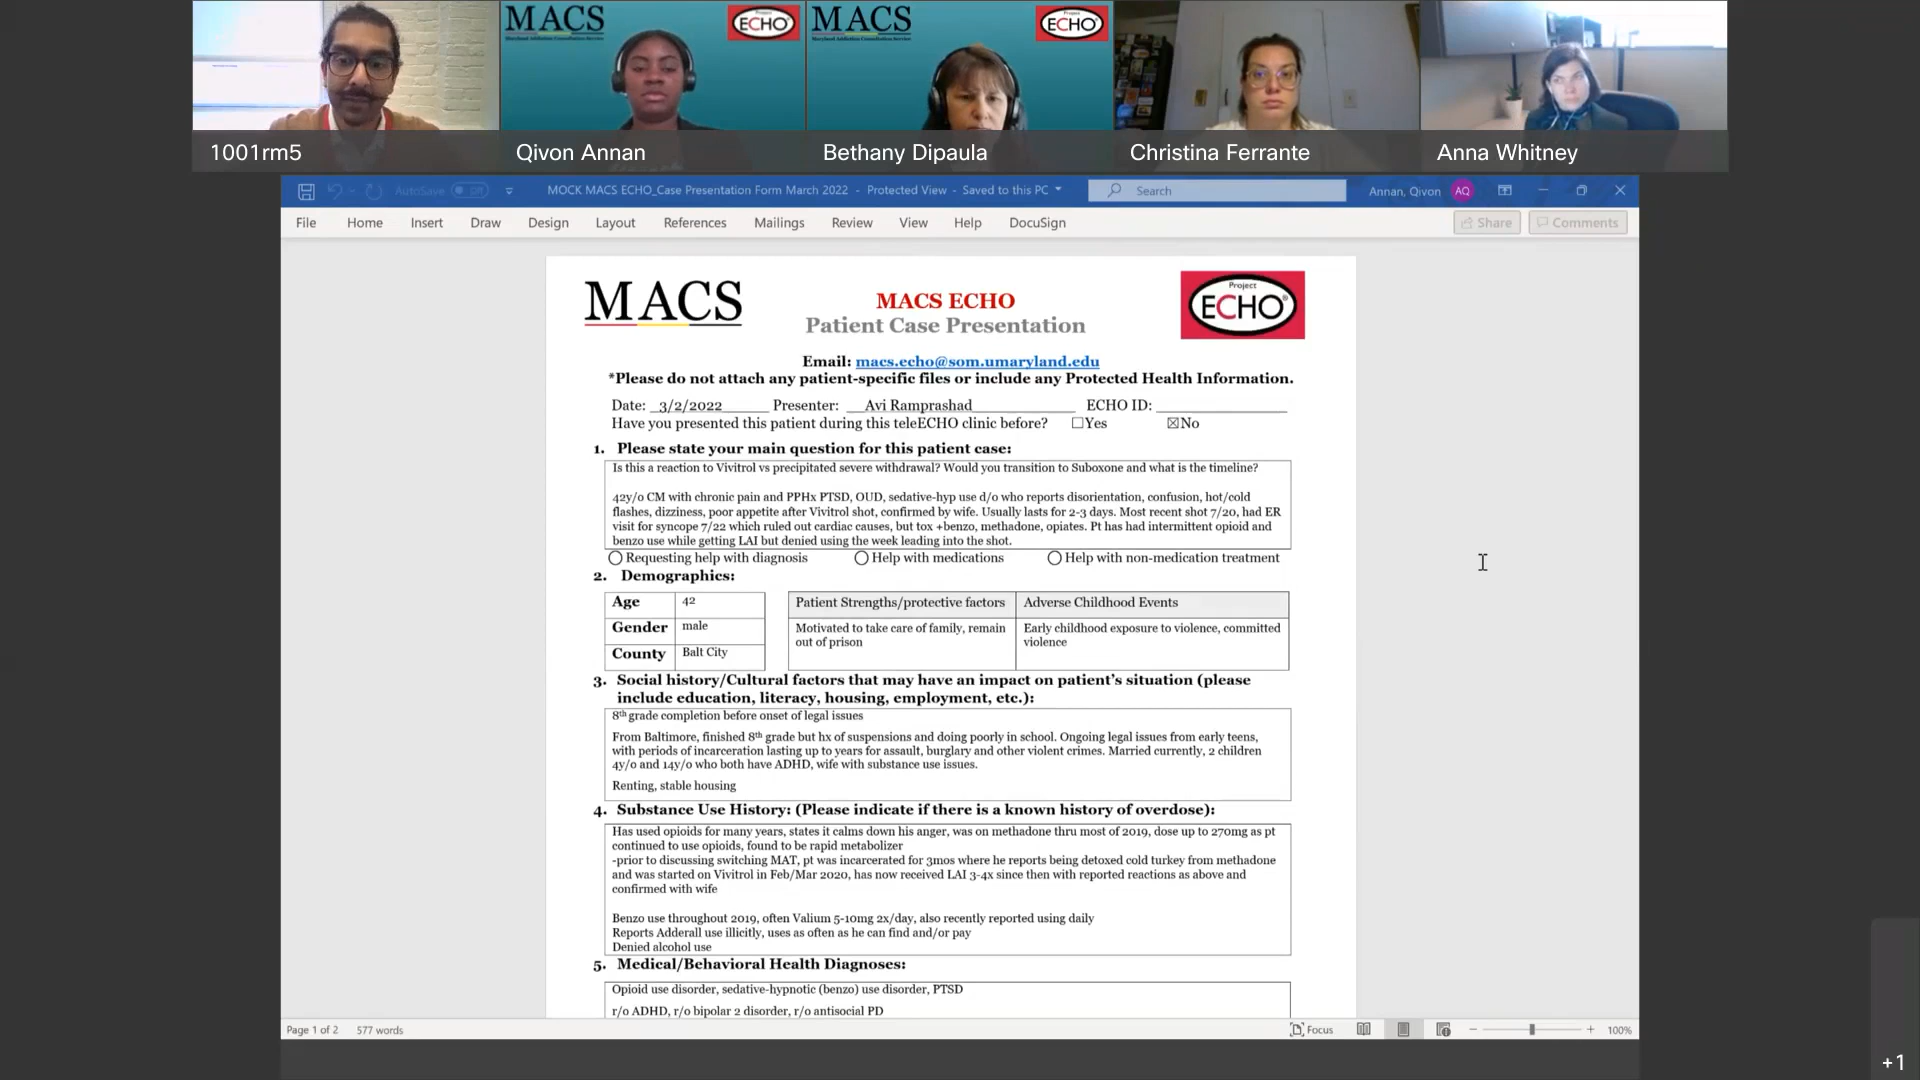 MACS
Maryland Addiction Consultation Service
Project
ECHO
MACS
Maryland Addiction Consultation Service
Project
ECHO
1001rm5
Qivon Annan
Bethany Dipaula
Christina Ferrante
Anna Whitney
AutoSave Off
MOCK MACS ECHO_Case Presentation Form March 2022 - Protected View - Saved to this PC
Search
Annan, Qivon AQ
File Home Insert Draw Design Layout References Mailings Review View Help DocuSign Share Comments
MACS
MACS ECHO
Patient Case Presentation
Project
ECHO®
Email: macs.echo@som.umaryland.edu
*Please do not attach any patient-specific files or include any Protected Health Information.
Date: _3/2/2022______ Presenter: __Avi Ramprashad____________ ECHO ID: ______________
Have you presented this patient during this teleECHO clinic before? ☐Yes ☒No
1. Please state your main question for this patient case:
Is this a reaction to Vivitrol vs precipitated severe withdrawal? Would you transition to Suboxone and what is the timeline?
42y/o CM with chronic pain and PPHx PTSD, OUD, sedative-hyp use d/o who reports disorientation, confusion, hot/cold
flashes, dizziness, poor appetite after Vivitrol shot, confirmed by wife. Usually lasts for 2-3 days. Most recent shot 7/20, had ER
visit for syncope 7/22 which ruled out cardiac causes, but tox +benzo, methadone, opiates. Pt has had intermittent opioid and
benzo use while getting LAI but denied using the week leading into the shot.
Requesting help with diagnosis Help with medications Help with non-medication treatment
2. Demographics:
Age 42
Gender male
County Balt City
Patient Strengths/protective factors Adverse Childhood Events
Motivated to take care of family, remain
out of prison
Early childhood exposure to violence, committed
violence
3. Social history/Cultural factors that may have an impact on patient's situation (please
include education, literacy, housing, employment, etc.):
8th grade completion before onset of legal issues
From Baltimore, finished 8th grade but hx of suspensions and doing poorly in school. Ongoing legal issues from early teens,
with periods of incarceration lasting up to years for assault, burglary and other violent crimes. Married currently, 2 children
4y/o and 14y/o who both have ADHD, wife with substance use issues.
Renting, stable housing
4. Substance Use History: (Please indicate if there is a known history of overdose):
Has used opioids for many years, states it calms down his anger, was on methadone thru most of 2019, dose up to 270mg as pt
continued to use opioids, found to be rapid metabolizer
-prior to discussing switching MAT, pt was incarcerated for 3mos where he reports being detoxed cold turkey from methadone
and was started on Vivitrol in Feb/Mar 2020, has now received LAI 3-4x since then with reported reactions as above and
confirmed with wife
Benzo use throughout 2019, often Valium 5-10mg 2x/day, also recently reported using daily
Reports Adderall use illicitly, uses as often as he can find and/or pay
Denied alcohol use
5. Medical/Behavioral Health Diagnoses:
Opioid use disorder, sedative-hypnotic (benzo) use disorder, PTSD
r/o ADHD, r/o bipolar 2 disorder, r/o antisocial PD
Page 1 of 2 577 words Focus 100%
+1